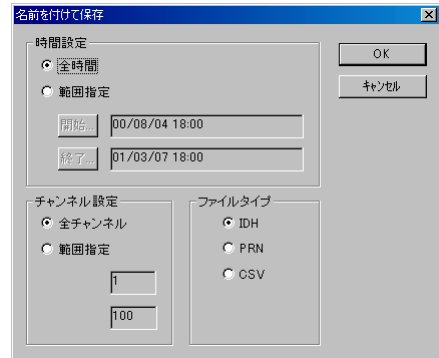 名前を付けて保存
時間設定
全時間
範囲指定
開始... 00/08/04 18:00
終了... 01/03/07 18:00
OK
キャンセル
チャンネル設定
全チャンネル
範囲指定
1
100
ファイルタイプ
IDH
PRN
CSV